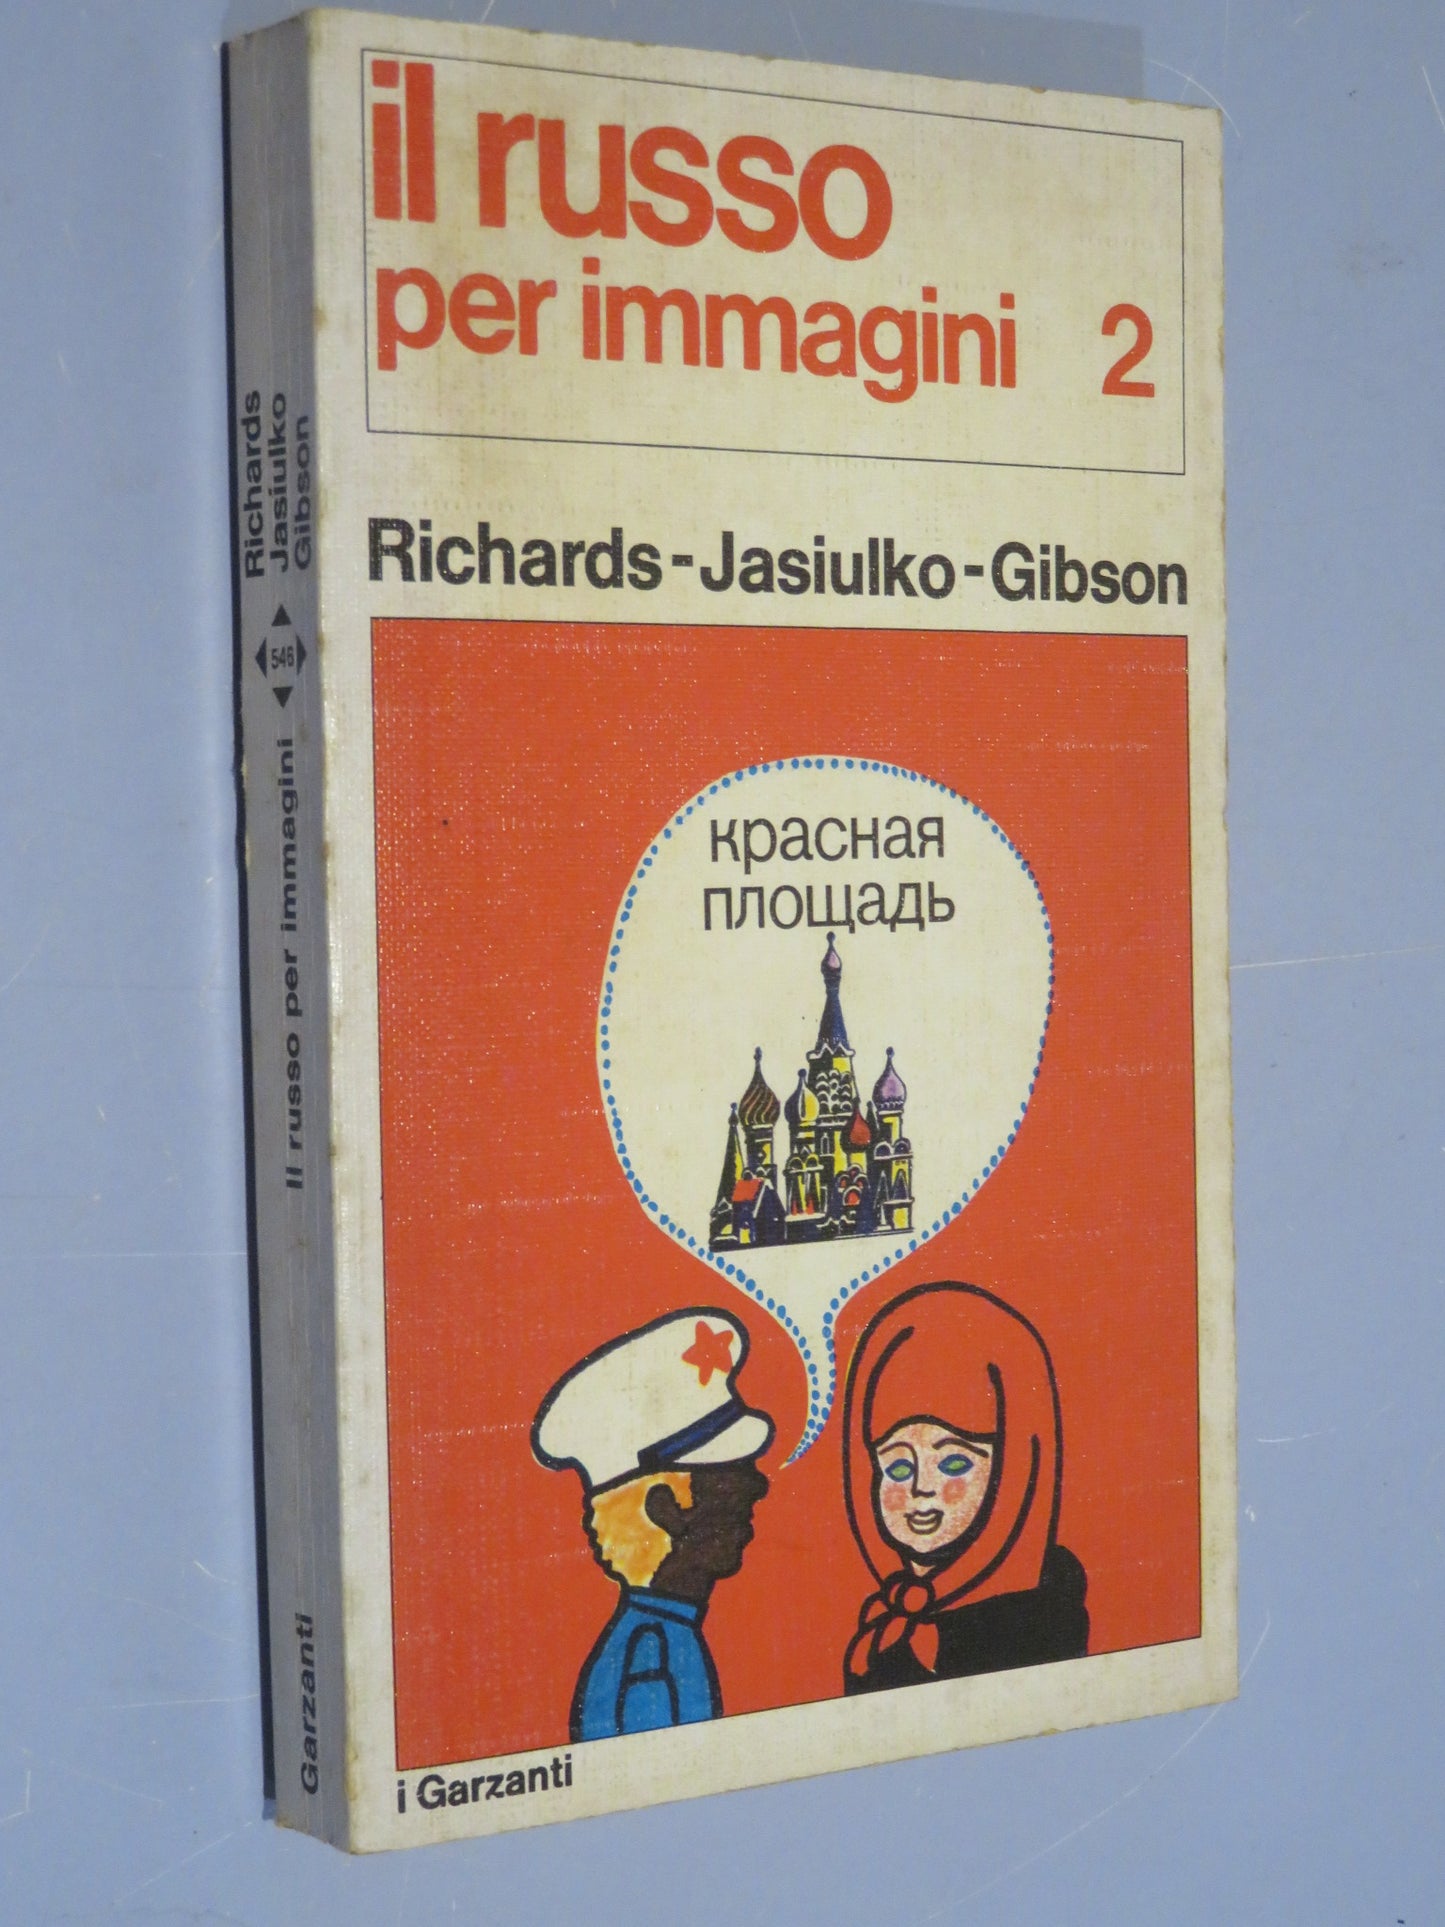 il russo
per immagini 2
Richards-Jasiulko-Gibson
красная
площадь
i Garzanti
Richards
Jasiulko
Gibson
546
Il russo per immagini
Garzanti